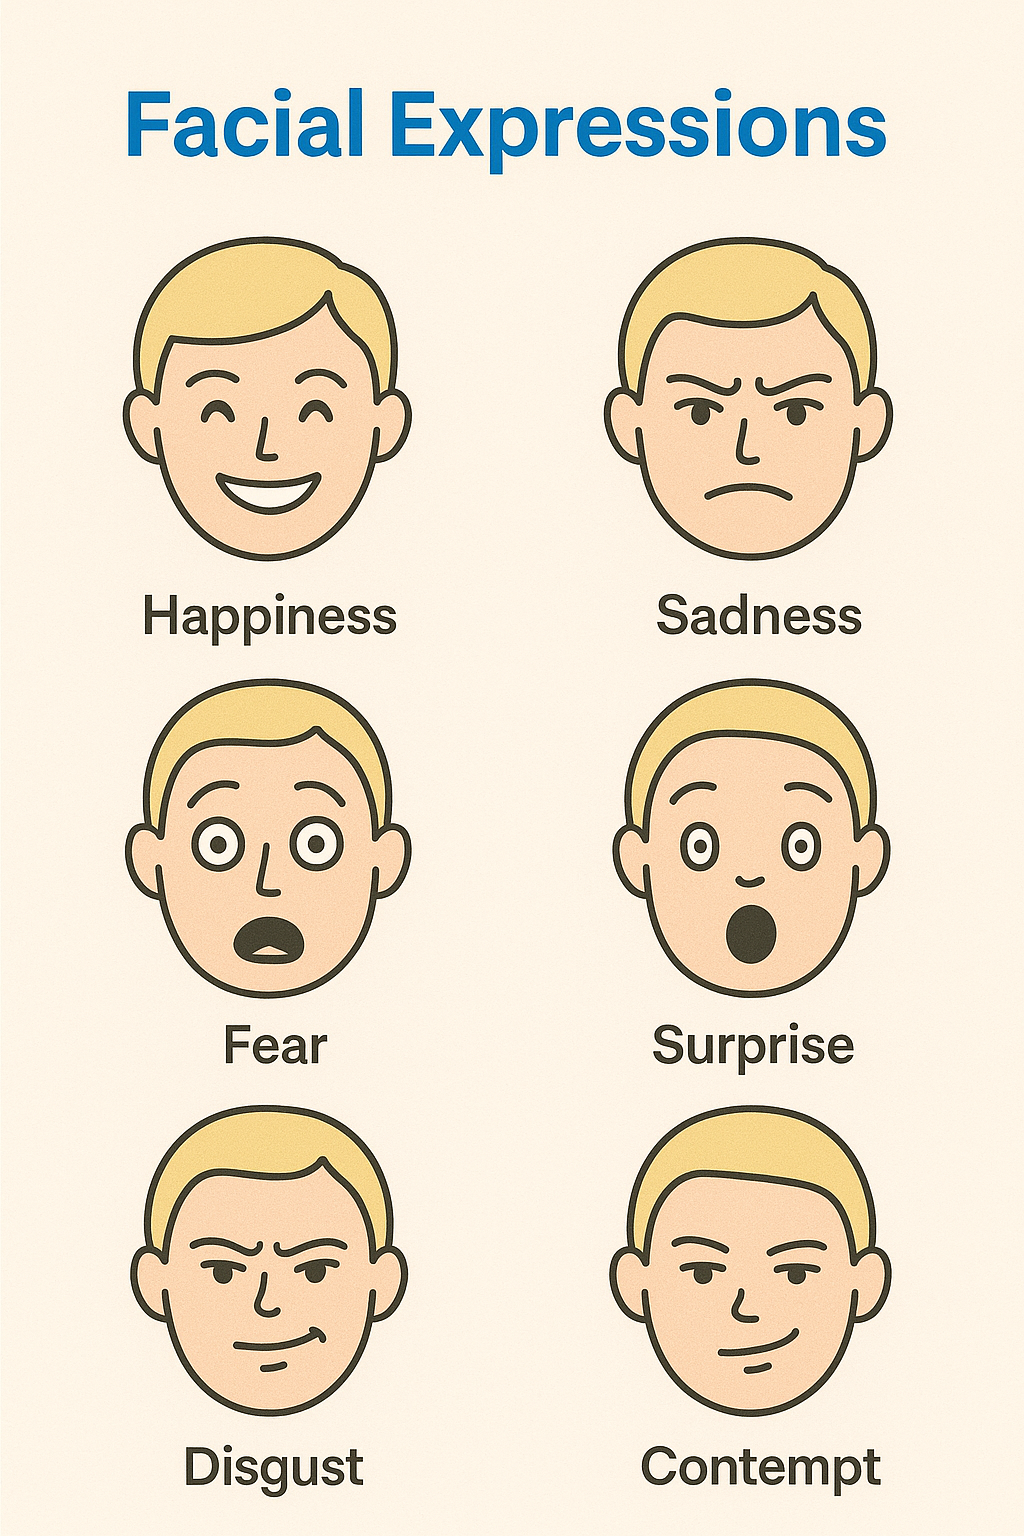 Facial Expressions
Happiness
Sadness
Fear
Surprise
Disgust
Contempt